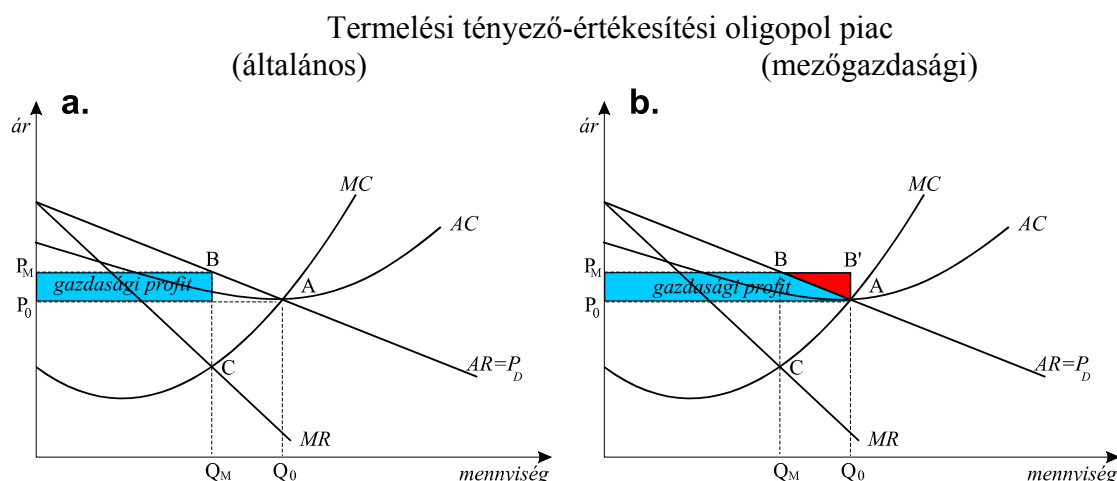 Termelési tényező-értékesítési oligopol piac
(általános) (mezőgazdasági)
a.
ár
MC
AC
P_M
B
gazdasági profit
A
P_0
C
AR=P_D
MR
Q_M Q_0 mennyiség
b.
ár
MC
AC
P_M
B B'
gazdasági profit
A
P_0
C
AR=P_D
MR
Q_M Q_0 mennyiség